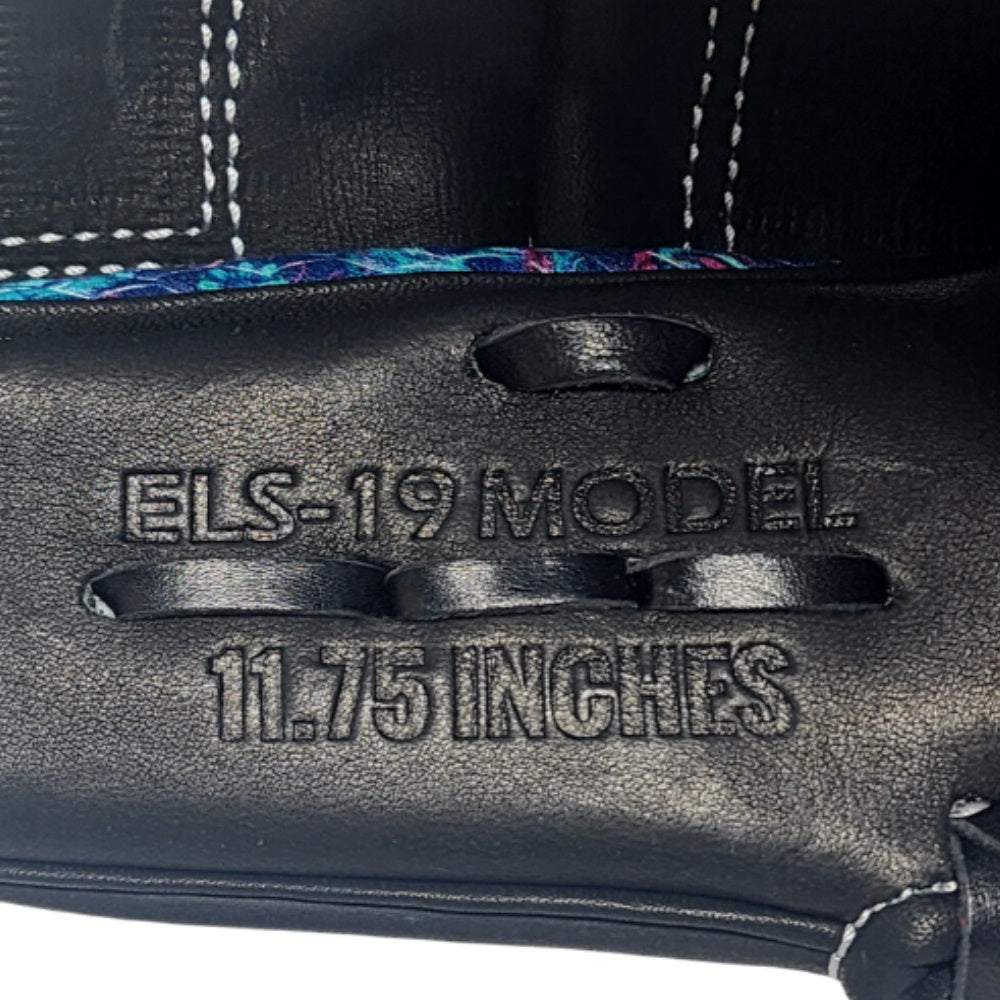 ELS-19 MODEL
11.75 INCHES